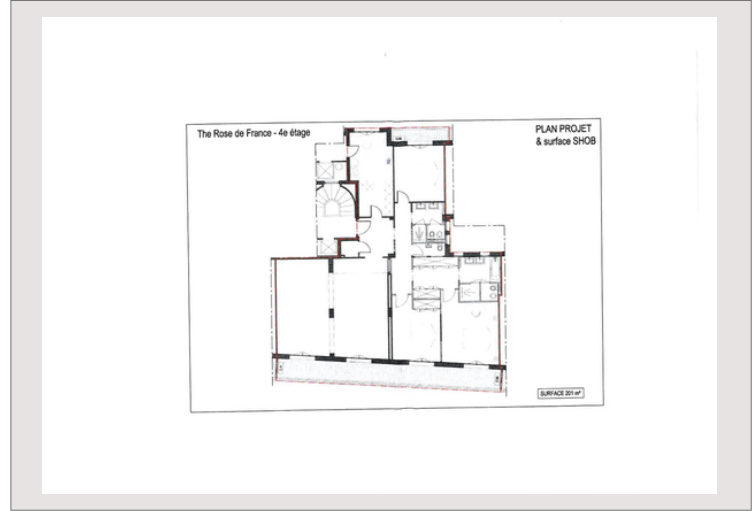 The Rose de France - 4e étage
PLAN PROJET
& surface SHOB
SURFACE 201 m²